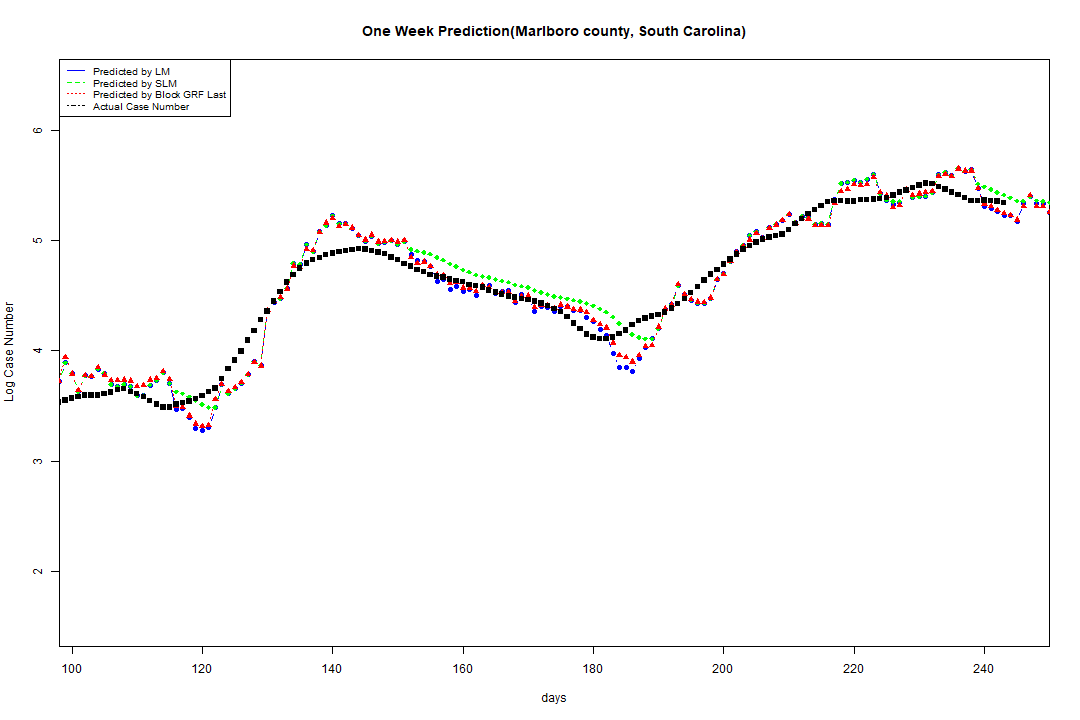 One Week Prediction(Marlboro county, South Carolina)
Predicted by LM
Predicted by SLM
Predicted by Block GRF Last
Actual Case Number
6
5
4
3
2
Log Case Number
100 120 140 160 180 200 220 240
days